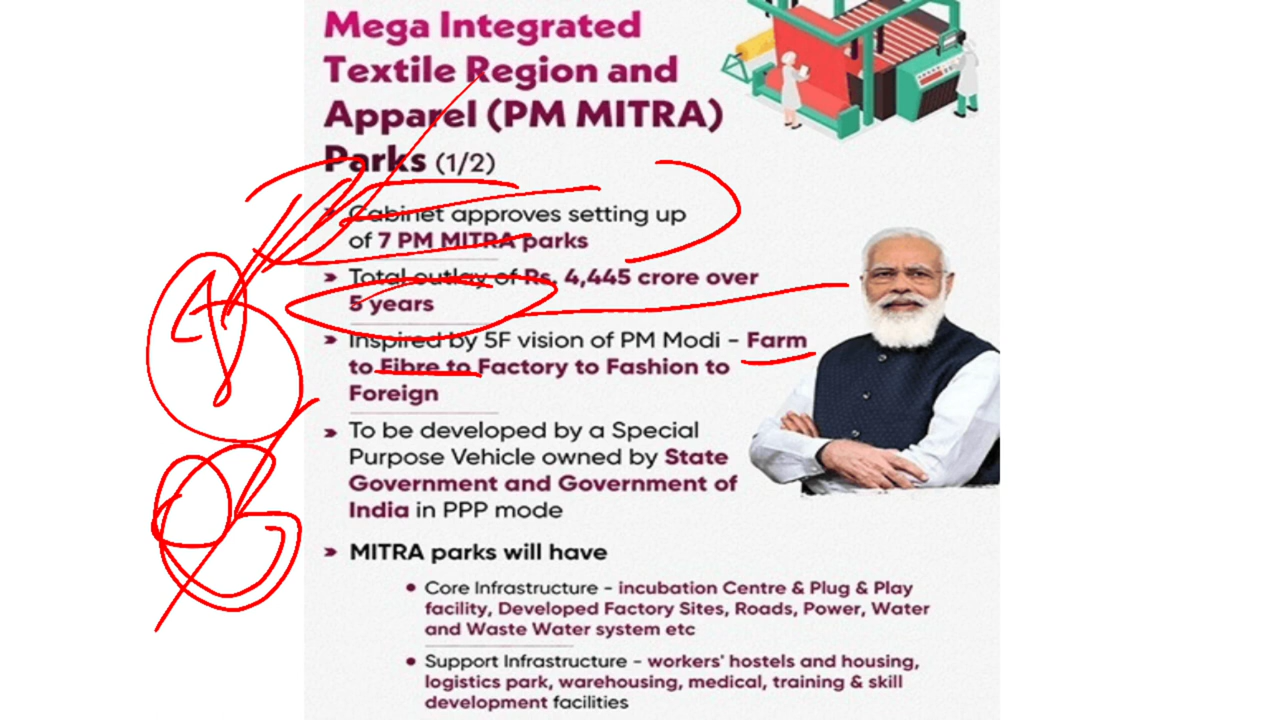 Mega Integrated
Textile Region and
Apparel (PM MITRA)
Parks (1/2)
Cabinet approves setting up
of 7 PM MITRA parks
Total outlay of Rs. 4,445 crore over
5 years
Inspired by 5F vision of PM Modi - Farm
to Fibre to Factory to Fashion to
Foreign
To be developed by a Special
Purpose Vehicle owned by State
Government and Government of
India in PPP mode
MITRA parks will have
Core Infrastructure - incubation Centre & Plug & Play
facility, Developed Factory Sites, Roads, Power, Water
and Waste Water system etc
Support Infrastructure - workers' hostels and housing,
logistics park, warehousing, medical, training & skill
development facilities